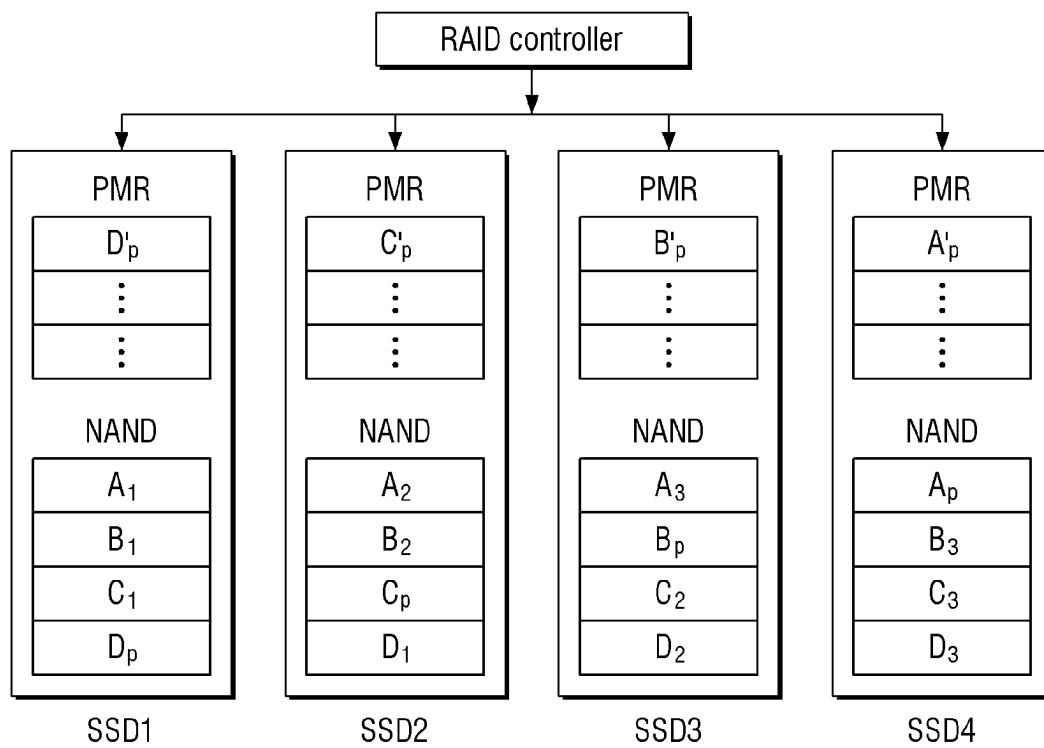 RAID controller
PMR PMR PMR PMR
D'p C'p B'p A'p
⋮ ⋮ ⋮ ⋮
⋮ ⋮ ⋮ ⋮
NAND NAND NAND NAND
A1 A2 A3 Ap
B1 B2 Bp B3
C1 Cp C2 C3
Dp D1 D2 D3
SSD1 SSD2 SSD3 SSD4